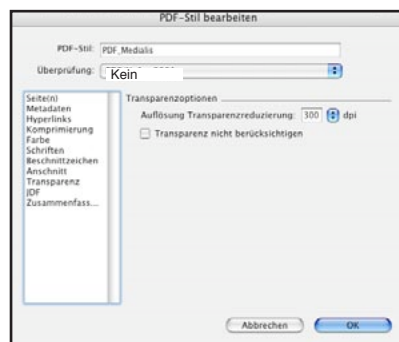 PDF-Stil bearbeiten
PDF-Stil: PDF_Medialis
Überprüfung: Kein
Seite(n)
Metadaten
Hyperlinks
Komprimierung
Farbe
Schriften
Beschnittzeichen
Anschnitt
Transparenz
JDF
Zusammenfass...
Transparenzoptionen
Auflösung Transparenzreduzierung: 300 dpi
Transparenz nicht berücksichtigen
Abbrechen OK